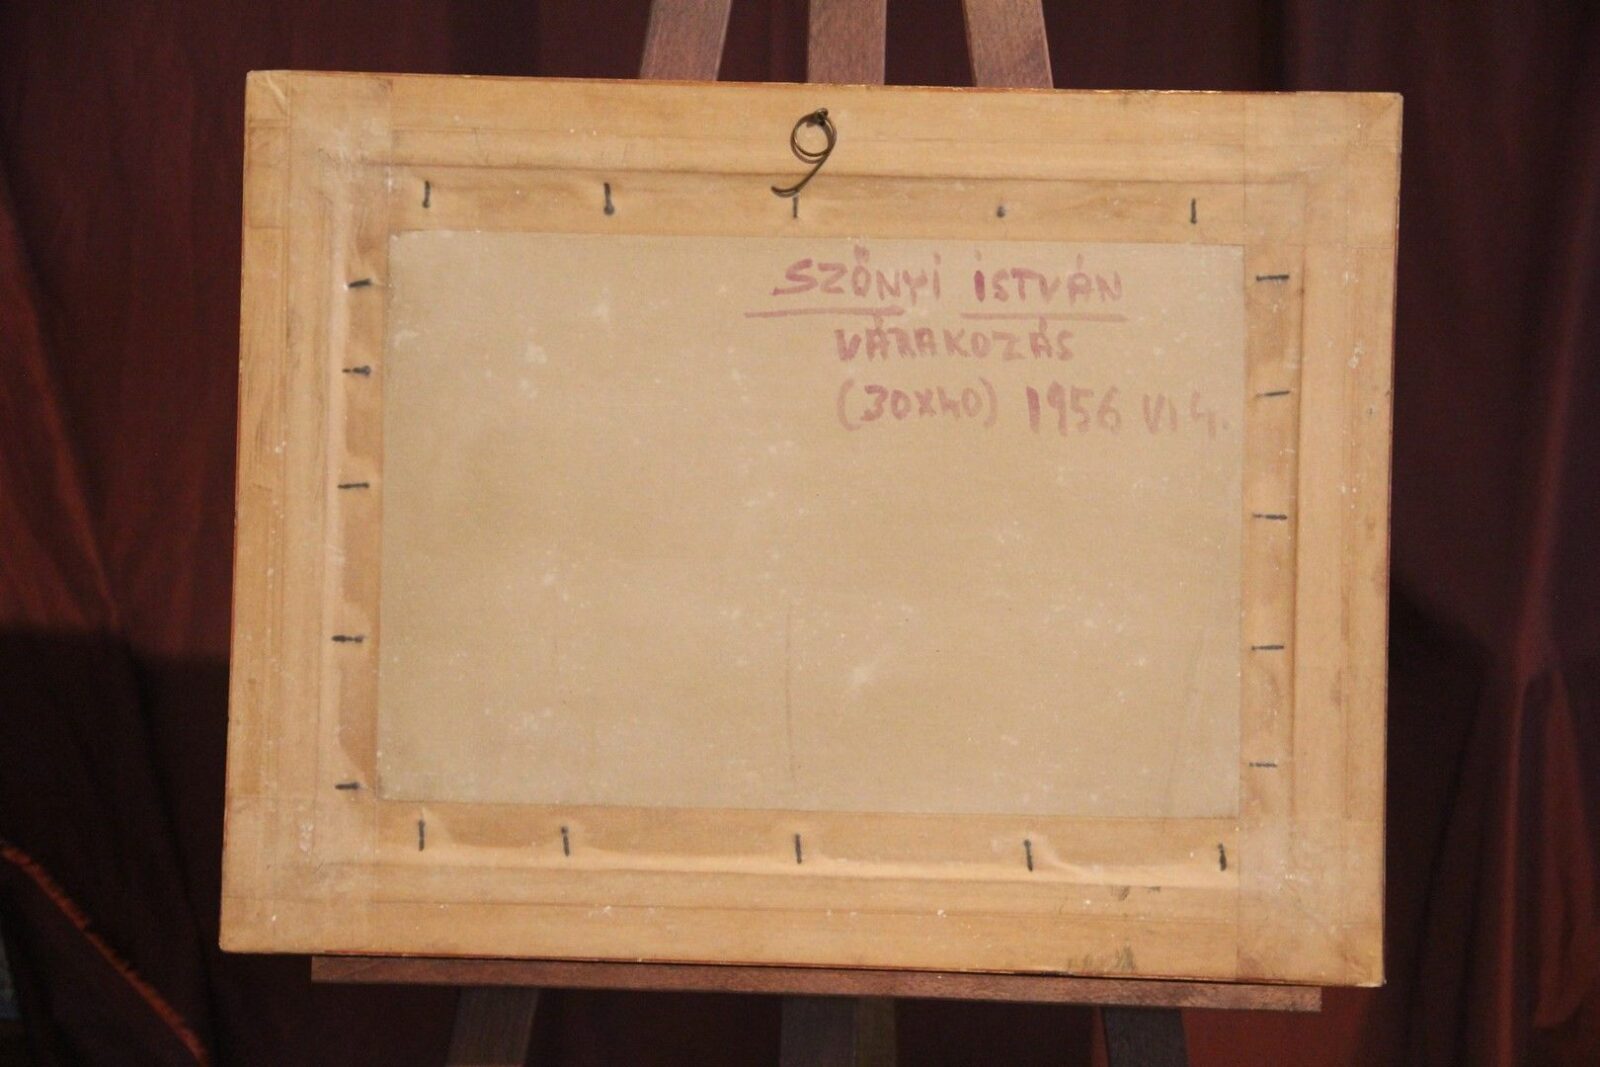 SZŐNYI ISTVÁN
VÁRAKOZÁS
(30X40) 1956 VI 4.